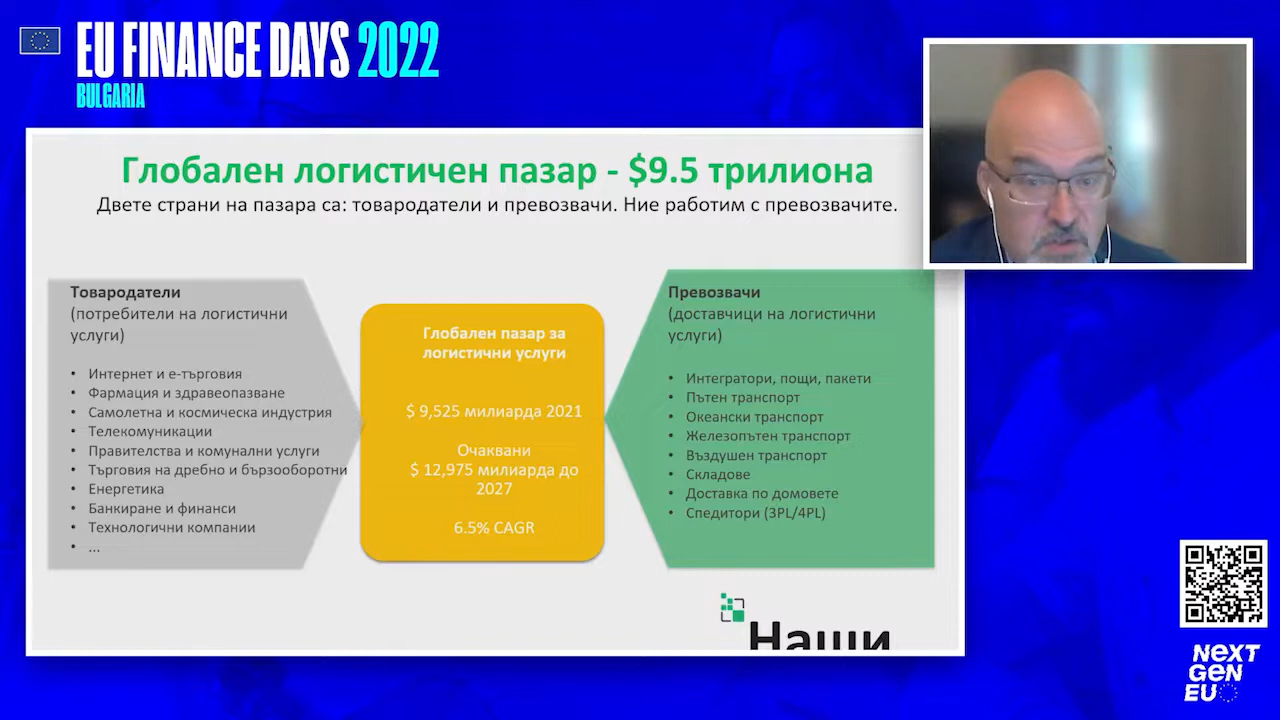 EU FINANCE DAYS 2022
BULGARIA
Глобален логистичен пазар - $9.5 трилиона
Двете страни на пазара са: товародатели и превозвачи. Ние работим с превозвачите.
Товародатели
(потребители на логистични
услуги)
• Интернет и е-търговия
• Фармация и здравеопазване
• Самолетна и космическа индустрия
• Телекомуникации
• Правителства и комунални услуги
• Търговия на дребно и бързооборотни
• Енергетика
• Банкиране и финанси
• Технологични компании
• ...
Глобален пазар за
логистични услуги
$ 9,525 милиарда 2021
Очаквани
$ 12,975 милиарда до
2027
6.5% CAGR
Превозвачи
(доставчици на логистични
услуги)
• Интегратори, пощи, пакети
• Пътен транспорт
• Океански транспорт
• Железопътен транспорт
• Въздушен транспорт
• Складове
• Доставка по домовете
• Спедитори (3PL/4PL)
Наши
NEXT
GEN
EU